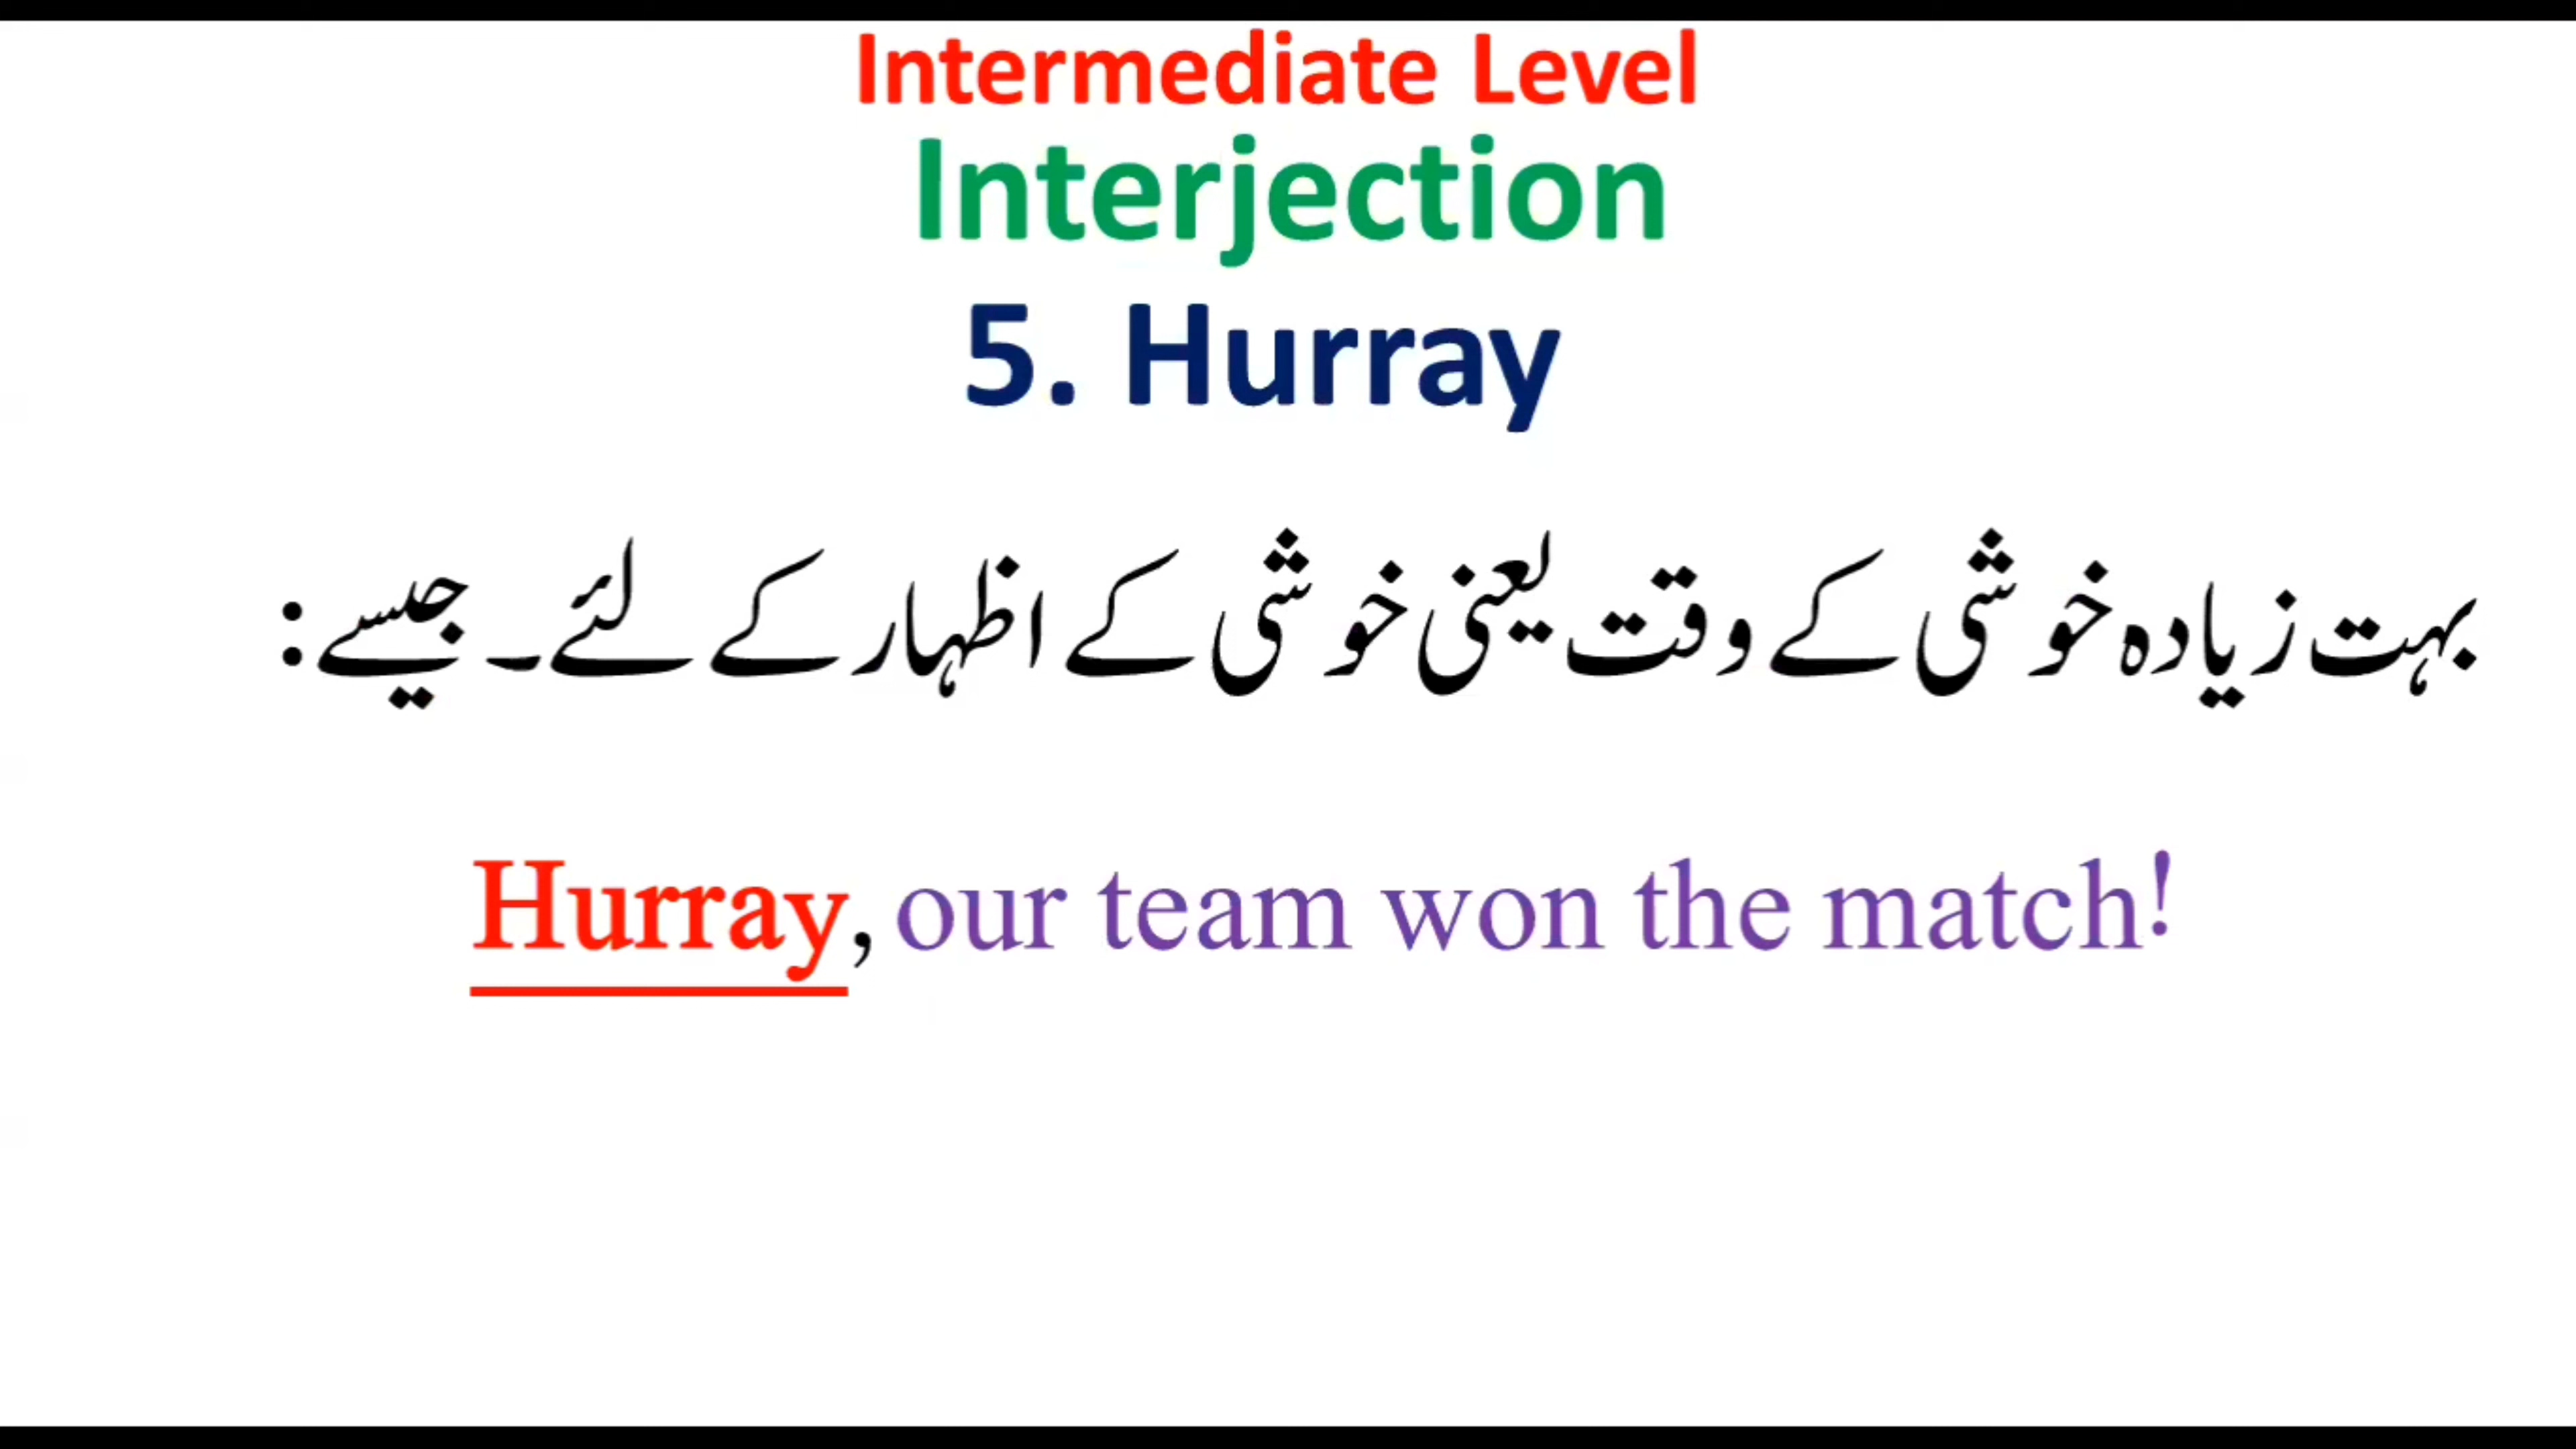 Intermediate Level
Interjection
5. Hurray
بہت زیادہ خوشی کے وقت یعنی خوشی کے اظہار کے لئے۔ جیسے:
Hurray, our team won the match!